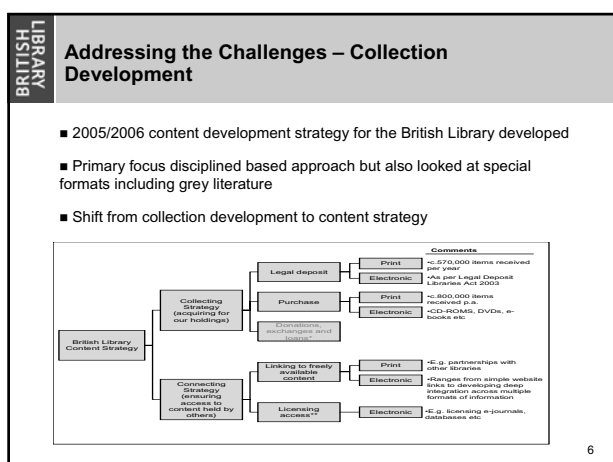 BRITISH
LIBRARY
Addressing the Challenges – Collection
Development
■ 2005/2006 content development strategy for the British Library developed
■ Primary focus disciplined based approach but also looked at special
formats including grey literature
■ Shift from collection development to content strategy
British Library
Content Strategy
Collecting
Strategy
(acquiring for
our holdings)
Connecting
Strategy
(ensuring
access to
content held by
others)
Legal deposit
Purchase
Donations,
exchanges and
loans*
Linking to freely
available
content
Licensing
access**
Print
Electronic
Print
Electronic
Print
Electronic
Electronic
Comments
•c.570,000 items received
per year
•As per Legal Deposit
Libraries Act 2003
•c.800,000 items
received p.a.
•CD-ROMS, DVDs, e-
books etc
•E.g. partnerships with
other libraries
•Ranges from simple website
links to developing deep
integration across multiple
formats of information
•E.g. licensing e-journals,
databases etc
6